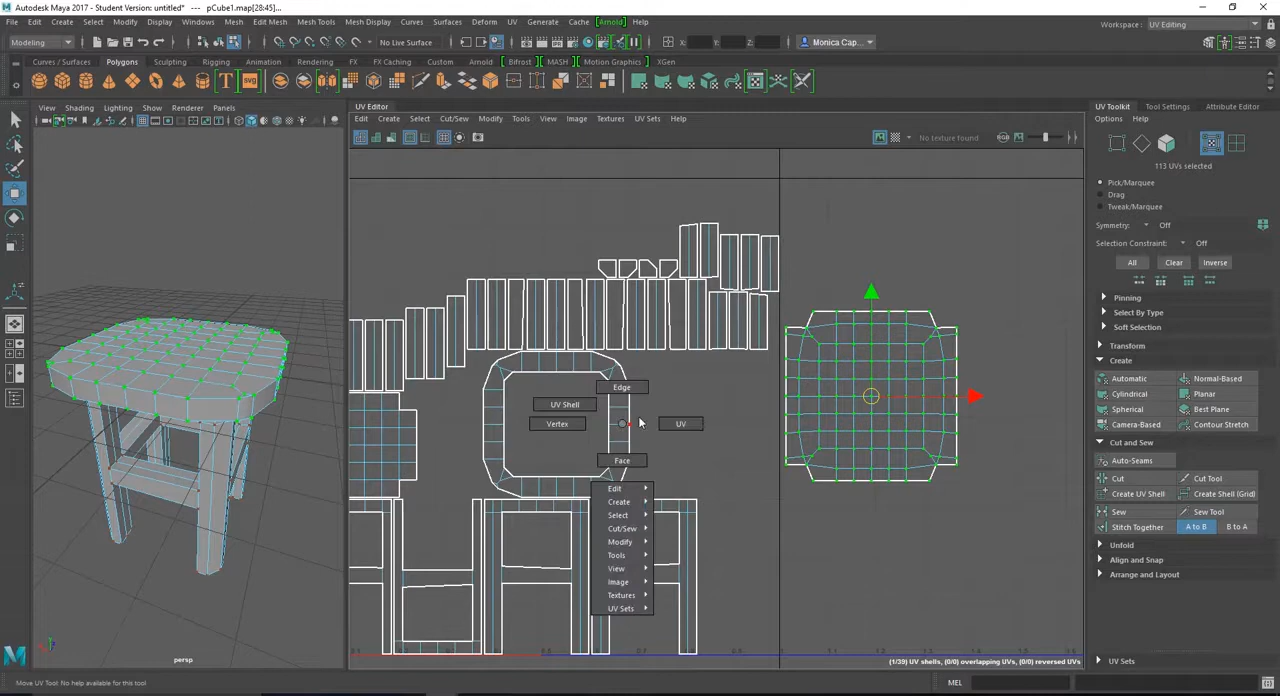 Autodesk Maya 2017 - Student Version: untitled* --- pCube1.map[28:45]...
File Edit Create Select Modify Display Windows Mesh Edit Mesh Mesh Tools Mesh Display Curves Surfaces Deform UV Generate Cache [Arnold] Help
Workspace : UV Editing
Modeling No Live Surface X: Y: Z: Monica Cap...
Curves / Surfaces Polygons Sculpting Rigging Animation Rendering FX FX Caching Custom Arnold Bifrost MASH Motion Graphics XGen
T svg
View Shading Lighting Show Renderer Panels
persp
UV Editor
Edit Create Select Cut/Sew Modify Tools View Image Textures UV Sets Help
No texture found RGB
Edge
UV Shell
Vertex UV
Face
Edit
Create
Select
Cut/Sew
Modify
Tools
View
Image
Textures
UV Sets
(1/39) UV shells, (0/0) overlapping UVs, (0/0) reversed UVs
UV Toolkit Tool Settings Attribute Editor
Options Help
113 UVs selected
Pick/Marquee
Drag
Tweak/Marquee
Symmetry: Off
Selection Constraint: Off
All Clear Inverse
Pinning
Select By Type
Soft Selection
Transform
Create
Automatic Normal-Based
Cylindrical Planar
Spherical Best Plane
Camera-Based Contour Stretch
Cut and Sew
Auto-Seams
Cut Cut Tool
Create UV Shell Create Shell (Grid)
Sew Sew Tool
Stitch Together A to B B to A
Unfold
Align and Snap
Arrange and Layout
UV Sets
Move UV Tool: No help available for this tool
MEL